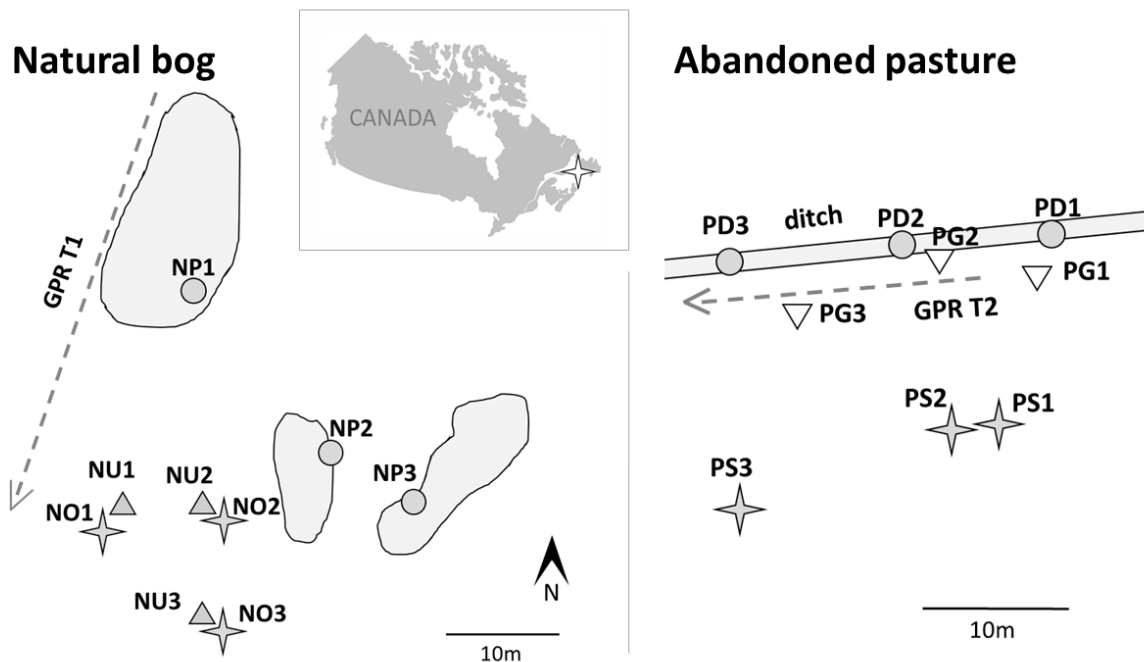 Natural bog
GPR T1
NP1
NP2
NP3
NU1
NU2
NO1
NO2
NU3
NO3
N
10m
CANADA
Abandoned pasture
PD3
ditch
PD2
PD1
PG2
PG1
PG3
GPR T2
PS2
PS1
PS3
10m